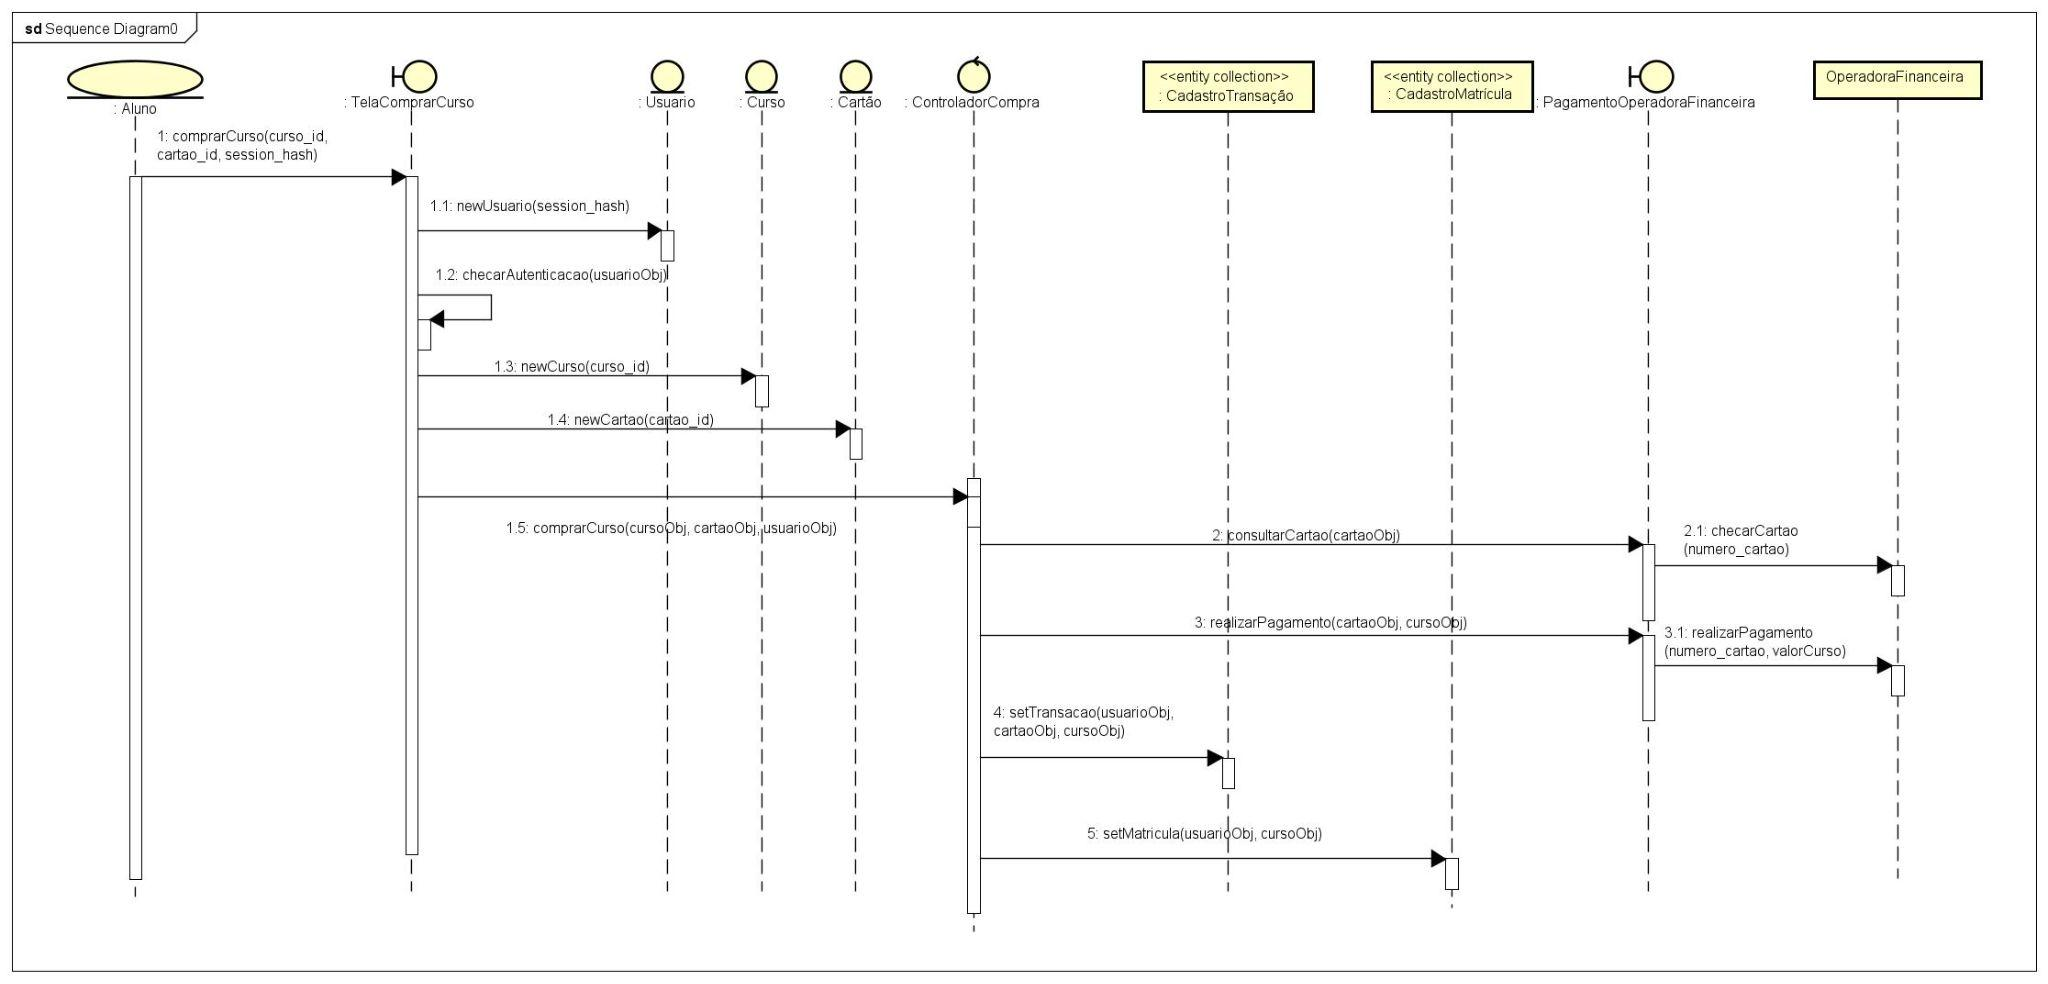 sd Sequence Diagram0
: Aluno
: TelaComprarCurso
: Usuario
: Curso
: Cartão
: ControladorCompra
<<entity collection>>
: CadastroTransação
<<entity collection>>
: CadastroMatrícula
: PagamentoOperadoraFinanceira
OperadoraFinanceira
1: comprarCurso(curso_id,
cartao_id, session_hash)
1.1: newUsuario(session_hash)
1.2: checarAutenticacao(usuarioObj)
1.3: newCurso(curso_id)
1.4: newCartao(cartao_id)
1.5: comprarCurso(cursoObj, cartaoObj, usuarioObj)
2: consultarCartao(cartaoObj)
2.1: checarCartao
(numero_cartao)
3: realizarPagamento(cartaoObj, cursoObj)
3.1: realizarPagamento
(numero_cartao, valorCurso)
4: setTransacao(usuarioObj,
cartaoObj, cursoObj)
5: setMatricula(usuarioObj, cursoObj)